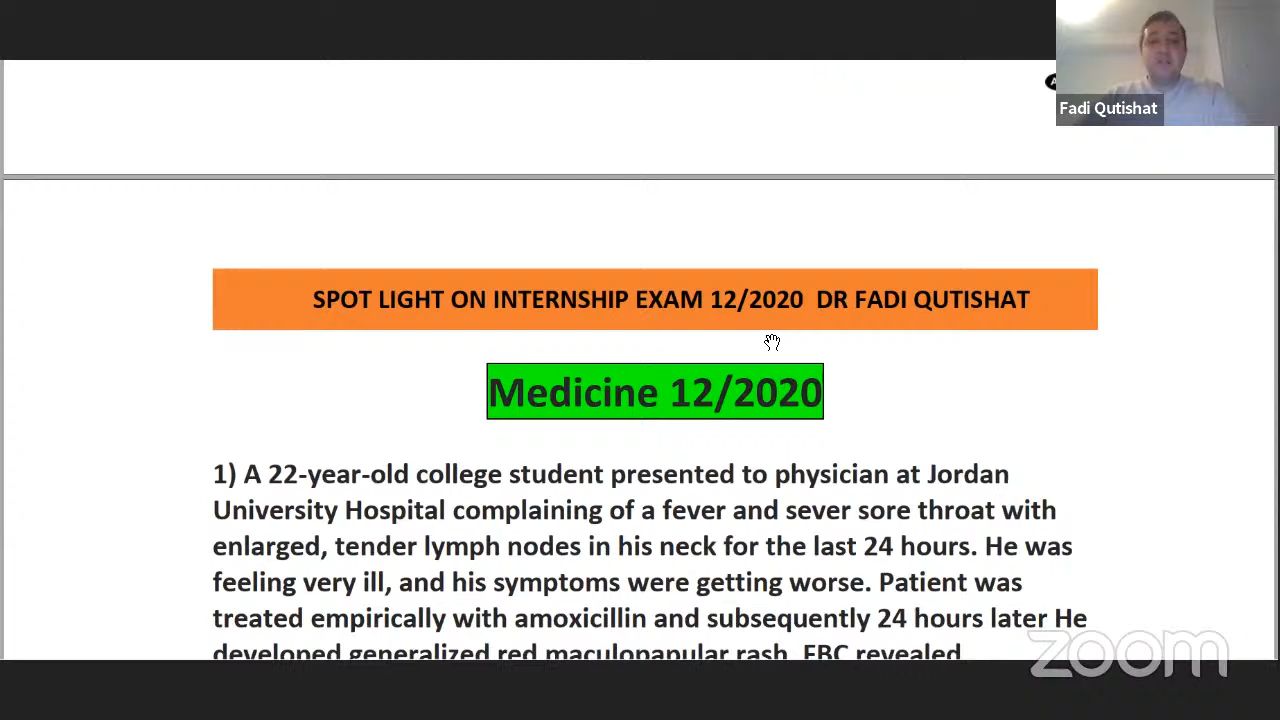 Fadi Qutishat
SPOT LIGHT ON INTERNSHIP EXAM 12/2020 DR FADI QUTISHAT
Medicine 12/2020
1) A 22-year-old college student presented to physician at Jordan
University Hospital complaining of a fever and sever sore throat with
enlarged, tender lymph nodes in his neck for the last 24 hours. He was
feeling very ill, and his symptoms were getting worse. Patient was
treated empirically with amoxicillin and subsequently 24 hours later He
developed generalized red maculopapular rash. FBC revealed
zoom